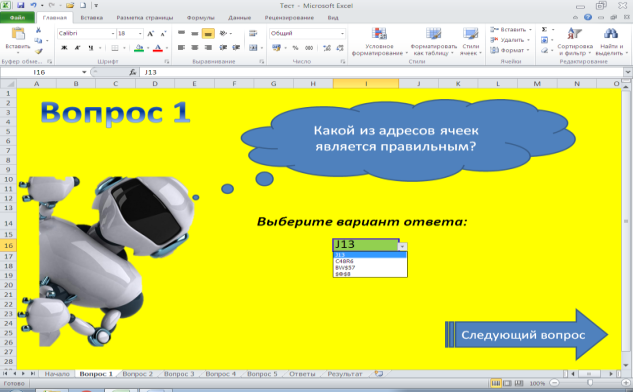 Тест - Microsoft Excel
Файл Главная Вставка Разметка страницы Формулы Данные Рецензирование Вид
Вставить
Calibri 18
Ж К Ч
Общий
Условное форматирование
Форматировать как таблицу
Стили ячеек
Вставить
Удалить
Формат
Сортировка и фильтр
Найти и выделить
Буфер обме... Шрифт Выравнивание Число Стили Ячейки Редактирование
I16 fx J13
A B C D E F G H I J K L M N O
1
2
3
4
5
6
7
8
9
10
11
12
13
14
15
16
17
18
19
20
21
22
23
24
25
26
27
28
Вопрос 1
Какой из адресов ячеек
является правильным?
Выберите вариант ответа:
J13
J13
C48R6
BW$57
$@$8
Следующий вопрос
Начало Вопрос 1 Вопрос 2 Вопрос 3 Вопрос 4 Вопрос 5 Ответы Результат
Готово 100%